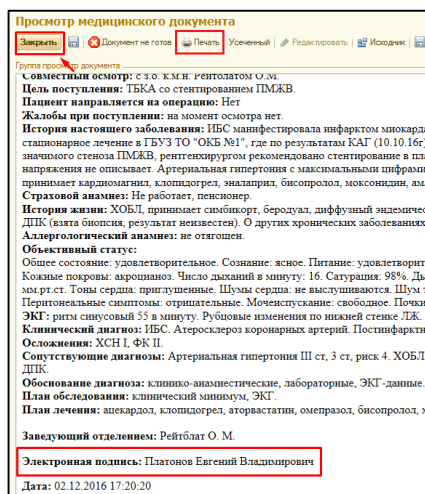 Просмотр медицинского документа
Закрыть Документ не готов Печать Усеченный Редактировать Исходник
Группа просмотр документа
Совместный осмотр: с з.о. к.м.н. Рейтблатом О.М.
Цель поступления: ТБКА со стентированием ПМЖВ.
Пациент направляется на операцию: Нет
Жалобы при поступлении: на момент осмотра нет.
История настоящего заболевания: ИБС манифестировала инфарктом миокарда
стационарное лечение в ГБУЗ ТО "ОКБ №1", где по результатам КАГ (10.10.16г)
значимого стеноза ПМЖВ, рентгенхирургом рекомендовано стентирование в пла
напряжения не описывает. Артериальная гипертония с максимальными цифрами
принимает кардиомагнил, клопидогрел, эналаприл, бисопролол, моксонидин, ам
Страховой анамнез: Не работает, пенсионер.
История жизни: ХОБЛ, принимает симбикорт, беродуал, диффузный эндемичес
ДПК (взята биопсия, результат неизвестен). О других хронических заболеваниях
Аллергологический анамнез: не отягощен.
Объективный статус:
Общее состояние: удовлетворительное. Сознание: ясное. Питание: удовлетворит
Кожные покровы: акроцианоз. Число дыханий в минуту: 16. Сатурация: 98%. Ды
мм.рт.ст. Тоны сердца: приглушенные. Шумы сердца: не выслушиваются. Шум т
Перитонеальные симптомы: отрицательные. Мочеиспускание: свободное. Почки
ЭКГ: ритм синусовый 55 в минуту. Рубцовые изменения по нижней стенке ЛЖ.
Клинический диагноз: ИБС. Атеросклероз коронарных артерий. Постинфарктн
Осложнения: ХСН I, ФК II.
Сопутствующие диагнозы: Артериальная гипертония III ст, 3 ст, риск 4. ХОБЛ
ДПК.
Обоснование диагноза: клинико-анамнестические, лабораторные, ЭКГ-данные.
План обследования: клинический минимум, ЭКГ.
План лечения: ацекардол, клопидогрел, аторвастатин, омепразол, бисопролол,
Заведующий отделением: Рейтблат О. М.
Электронная подпись: Платонов Евгений Владимирович
Дата: 02.12.2016 17:20:20